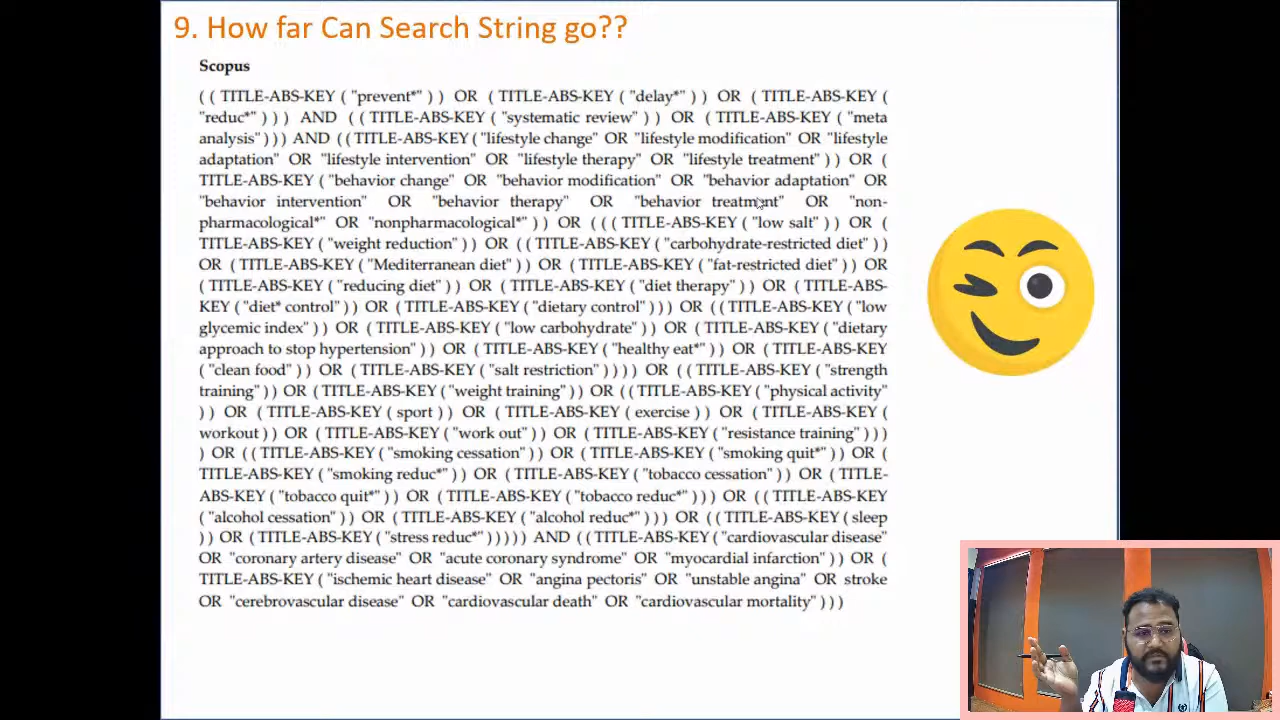 9. How far Can Search String go??
Scopus
( ( TITLE-ABS-KEY ( "prevent*" ) ) OR ( TITLE-ABS-KEY ( "delay*" ) ) OR ( TITLE-ABS-KEY (
"reduc*" ) ) ) AND ( ( TITLE-ABS-KEY ( "systematic review" ) ) OR ( TITLE-ABS-KEY ( "meta
analysis" ) ) ) AND ( ( TITLE-ABS-KEY ( "lifestyle change" OR "lifestyle modification" OR "lifestyle
adaptation" OR "lifestyle intervention" OR "lifestyle therapy" OR "lifestyle treatment" ) ) OR (
TITLE-ABS-KEY ( "behavior change" OR "behavior modification" OR "behavior adaptation" OR
"behavior intervention" OR "behavior therapy" OR "behavior treatment" OR "non-
pharmacological*" OR "nonpharmacological*" ) ) OR ( ( ( TITLE-ABS-KEY ( "low salt" ) ) OR (
TITLE-ABS-KEY ( "weight reduction" ) ) OR ( ( TITLE-ABS-KEY ( "carbohydrate-restricted diet" ) )
OR ( TITLE-ABS-KEY ( "Mediterranean diet" ) ) OR ( TITLE-ABS-KEY ( "fat-restricted diet" ) ) OR
( TITLE-ABS-KEY ( "reducing diet" ) ) OR ( TITLE-ABS-KEY ( "diet therapy" ) ) OR ( TITLE-ABS-
KEY ( "diet* control" ) ) OR ( TITLE-ABS-KEY ( "dietary control" ) ) ) OR ( ( TITLE-ABS-KEY ( "low
glycemic index" ) ) OR ( TITLE-ABS-KEY ( "low carbohydrate" ) ) OR ( TITLE-ABS-KEY ( "dietary
approach to stop hypertension" ) ) OR ( TITLE-ABS-KEY ( "healthy eat*" ) ) OR ( TITLE-ABS-KEY
( "clean food" ) ) OR ( TITLE-ABS-KEY ( "salt restriction" ) ) ) ) OR ( ( TITLE-ABS-KEY ( "strength
training" ) ) OR ( TITLE-ABS-KEY ( "weight training" ) ) OR ( ( TITLE-ABS-KEY ( "physical activity"
) ) OR ( TITLE-ABS-KEY ( sport ) ) OR ( TITLE-ABS-KEY ( exercise ) ) OR ( TITLE-ABS-KEY (
workout ) ) OR ( TITLE-ABS-KEY ( "work out" ) ) OR ( TITLE-ABS-KEY ( "resistance training" ) ) )
) OR ( ( TITLE-ABS-KEY ( "smoking cessation" ) ) OR ( TITLE-ABS-KEY ( "smoking quit*" ) ) OR (
TITLE-ABS-KEY ( "smoking reduc*" ) ) OR ( TITLE-ABS-KEY ( "tobacco cessation" ) ) OR ( TITLE-
ABS-KEY ( "tobacco quit*" ) ) OR ( TITLE-ABS-KEY ( "tobacco reduc*" ) ) ) OR ( ( TITLE-ABS-KEY
( "alcohol cessation" ) ) OR ( TITLE-ABS-KEY ( "alcohol reduc*" ) ) ) OR ( ( TITLE-ABS-KEY ( sleep
) ) OR ( TITLE-ABS-KEY ( "stress reduc*" ) ) ) ) ) AND ( ( TITLE-ABS-KEY ( "cardiovascular disease"
OR "coronary artery disease" OR "acute coronary syndrome" OR "myocardial infarction" ) ) OR (
TITLE-ABS-KEY ( "ischemic heart disease" OR "angina pectoris" OR "unstable angina" OR stroke
OR "cerebrovascular disease" OR "cardiovascular death" OR "cardiovascular mortality" ) ) )